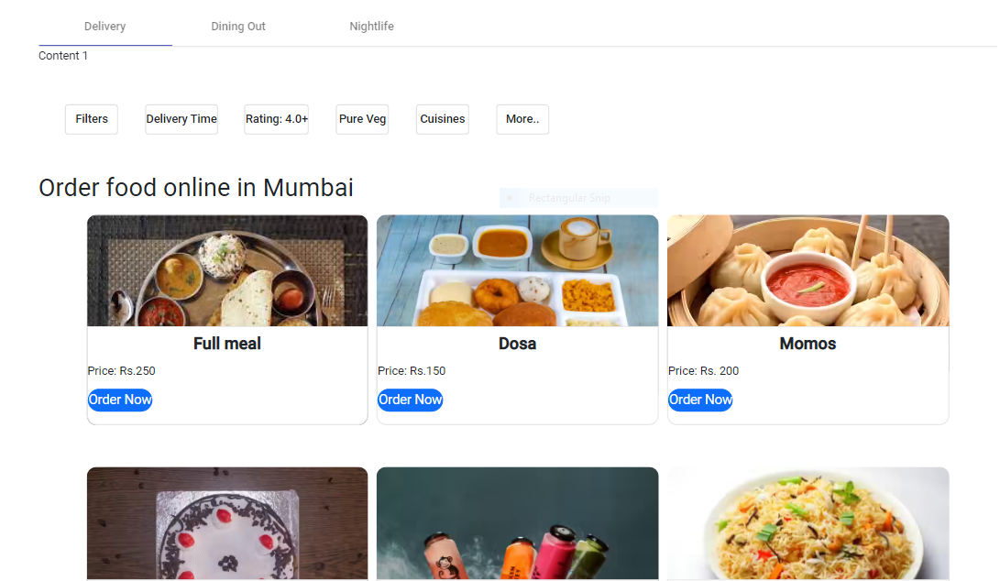 Delivery Dining Out Nightlife
Content 1
Filters Delivery Time Rating: 4.0+ Pure Veg Cuisines More..
Order food online in Mumbai
Rectangular Snip
Full meal Dosa Momos
Price: Rs.250 Price: Rs.150 Price: Rs. 200
Order Now Order Now Order Now